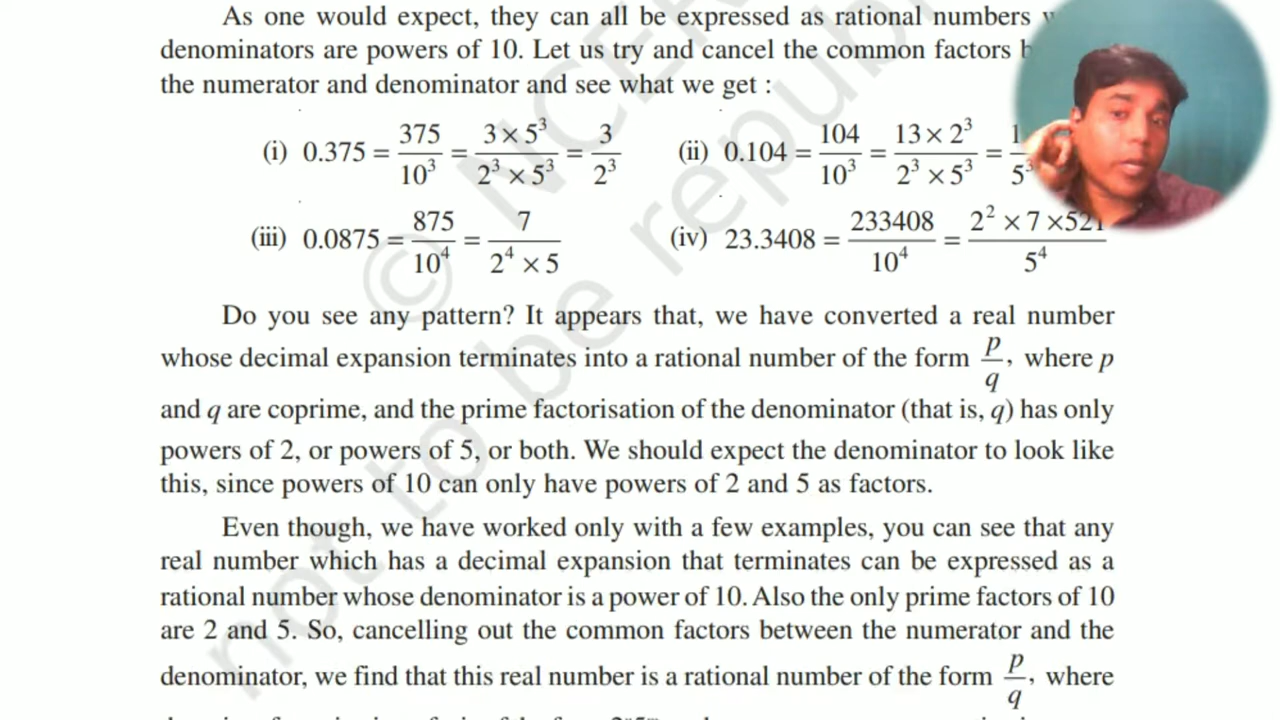 As one would expect, they can all be expressed as rational numbers
denominators are powers of 10. Let us try and cancel the common factors
the numerator and denominator and see what we get :
(i) 0.375 = 375/10³ = 3 × 5³/2³ × 5³ = 3/2³ (ii) 0.104 = 104/10³ = 13 × 2³/2³ × 5³ = /5³
(iii) 0.0875 = 875/10⁴ = 7/2⁴ × 5 (iv) 23.3408 = 233408/10⁴ = 2² × 7 × 521/5⁴
Do you see any pattern? It appears that, we have converted a real number
whose decimal expansion terminates into a rational number of the form p/q, where p
and q are coprime, and the prime factorisation of the denominator (that is, q) has only
powers of 2, or powers of 5, or both. We should expect the denominator to look like
this, since powers of 10 can only have powers of 2 and 5 as factors.
Even though, we have worked only with a few examples, you can see that any
real number which has a decimal expansion that terminates can be expressed as a
rational number whose denominator is a power of 10. Also the only prime factors of 10
are 2 and 5. So, cancelling out the common factors between the numerator and the
denominator, we find that this real number is a rational number of the form p/q, where
© NCER
not to be republ